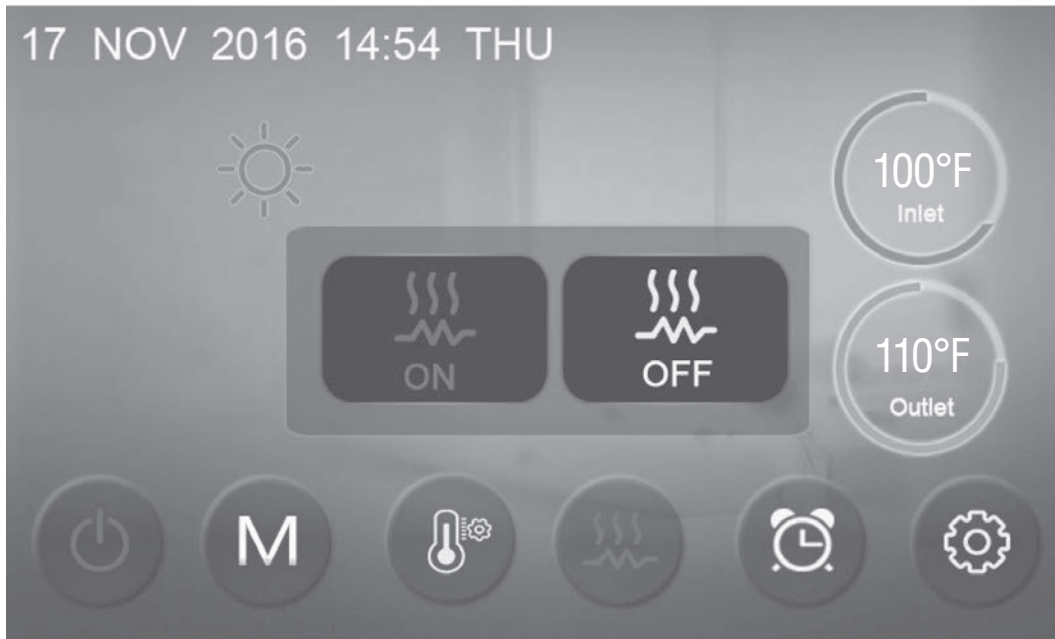 17 NOV 2016 14:54 THU
100°F
Inlet
ON
OFF
110°F
Outlet
M